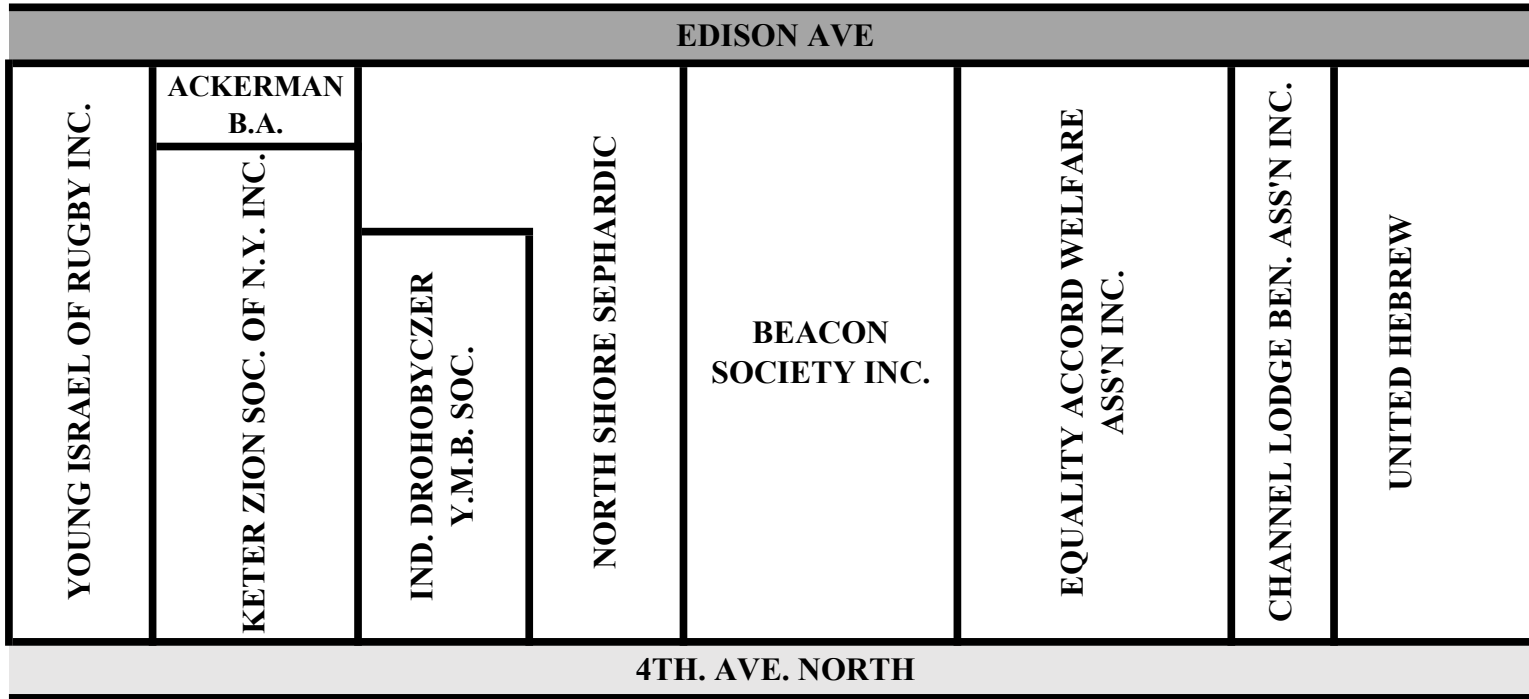 EDISON AVE
YOUNG ISRAEL OF RUGBY INC.
ACKERMAN
B.A.
KETER ZION SOC. OF N.Y. INC.
IND. DROHOBYCZER
Y.M.B. SOC.
NORTH SHORE SEPHARDIC
BEACON
SOCIETY INC.
EQUALITY ACCORD WELFARE
ASS'N INC.
CHANNEL LODGE BEN. ASS'N INC.
UNITED HEBREW
4TH. AVE. NORTH